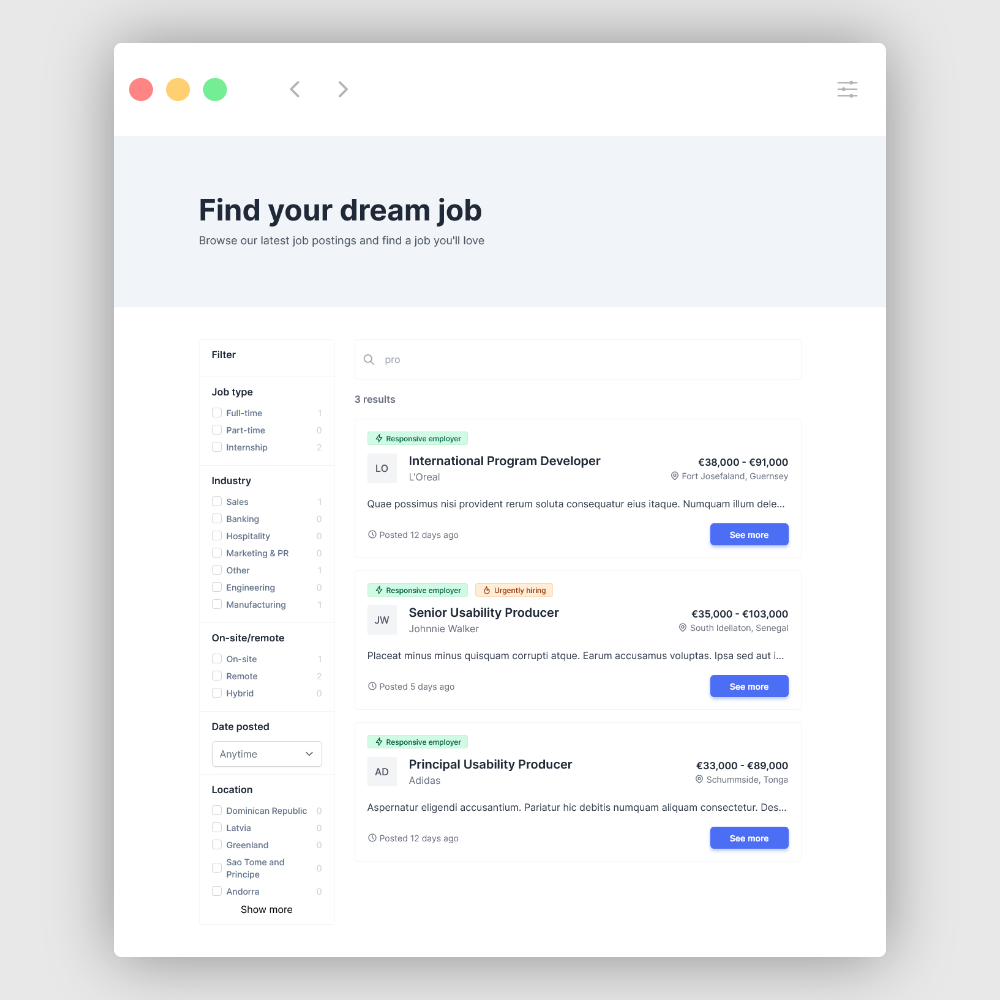 Find your dream job
Browse our latest job postings and find a job you'll love
Filter
Job type
Full-time 1
Part-time 0
Internship 2
Industry
Sales 1
Banking 0
Hospitality 0
Marketing & PR 0
Other 1
Engineering 0
Manufacturing 1
On-site/remote
On-site 1
Remote 2
Hybrid 0
Date posted
Anytime
Location
Dominican Republic 0
Latvia 0
Greenland 0
Sao Tome and
Principe 0
Andorra 0
Show more
pro
3 results
Responsive employer
LO
International Program Developer
L'Oreal
€38,000 - €91,000
Fort Josefaland, Guernsey
Quae possimus nisi provident rerum soluta consequatur eius itaque. Numquam illum dele...
Posted 12 days ago
See more
Responsive employer
Urgently hiring
JW
Senior Usability Producer
Johnnie Walker
€35,000 - €103,000
South Idellaton, Senegal
Placeat minus minus quisquam corrupti atque. Earum accusamus voluptas. Ipsa sed aut i...
Posted 5 days ago
See more
Responsive employer
AD
Principal Usability Producer
Adidas
€33,000 - €89,000
Schummside, Tonga
Aspernatur eligendi accusantium. Pariatur hic debitis numquam aliquam consectetur. Des...
Posted 12 days ago
See more